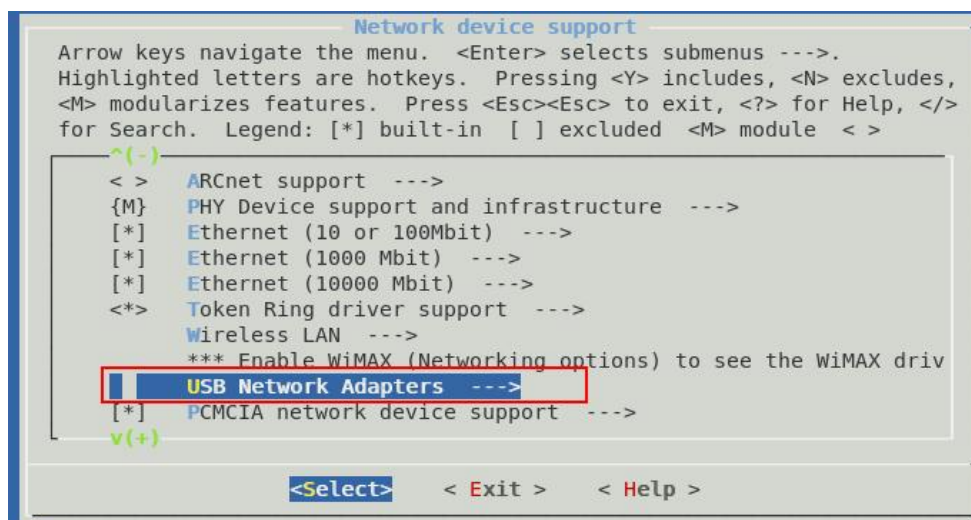 Network device support
Arrow keys navigate the menu.  <Enter> selects submenus --->.
Highlighted letters are hotkeys.  Pressing <Y> includes, <N> excludes,
<M> modularizes features.  Press <Esc><Esc> to exit, <?> for Help, </>
for Search.  Legend: [*] built-in  [ ] excluded  <M> module  < >
^(-)
< >   ARCnet support  --->
{M}   PHY Device support and infrastructure  --->
[*]   Ethernet (10 or 100Mbit)  --->
[*]   Ethernet (1000 Mbit)  --->
[*]   Ethernet (10000 Mbit)  --->
<*>   Token Ring driver support  --->
Wireless LAN  --->
*** Enable WiMAX (Networking options) to see the WiMAX driv
USB Network Adapters  --->
[*]   PCMCIA network device support  --->
v(+)
<Select>    < Exit >    < Help >